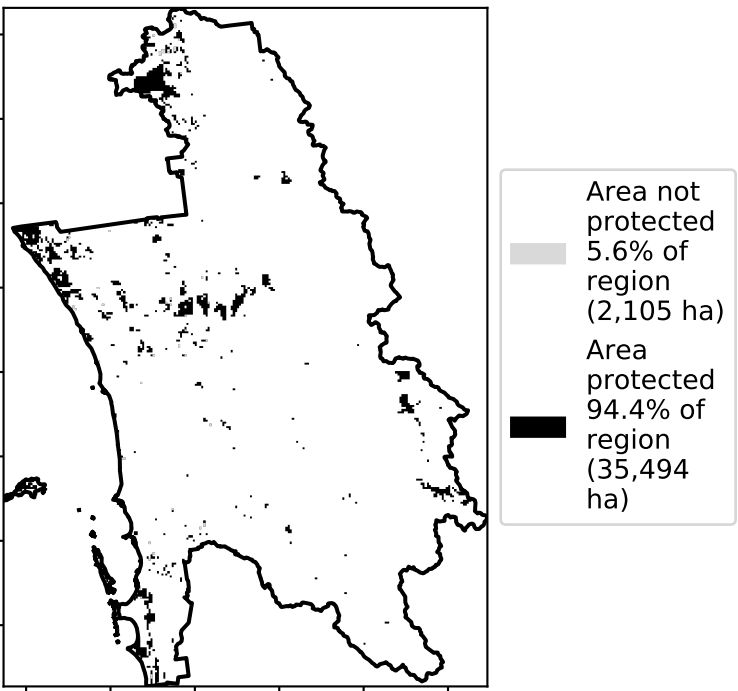 Area not
protected
5.6% of
region
(2,105 ha)
Area
protected
94.4% of
region
(35,494
ha)